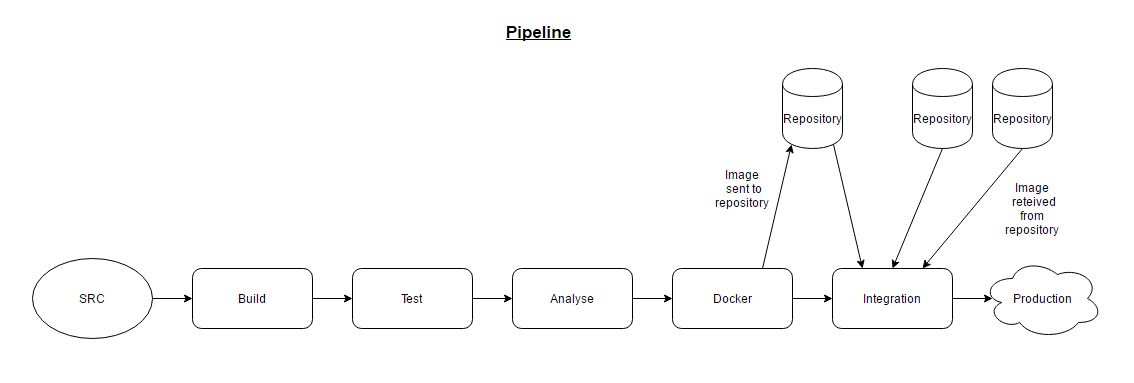 Pipeline
Repository
Repository
Repository
Image
sent to
repository
Image
reteived
from
repository
SRC
Build
Test
Analyse
Docker
Integration
Production